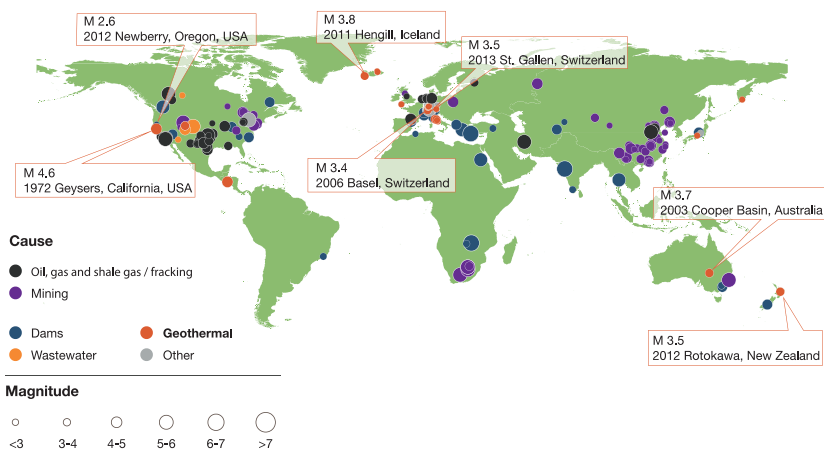 M 2.6
2012 Newberry, Oregon, USA
M 3.8
2011 Hengill, Iceland
M 3.5
2013 St. Gallen, Switzerland
M 4.6
1972 Geysers, California, USA
M 3.4
2006 Basel, Switzerland
M 3.7
2003 Cooper Basin, Australia
M 3.5
2012 Rotokawa, New Zealand
Cause
Oil, gas and shale gas / fracking
Mining
Dams
Geothermal
Wastewater
Other
Magnitude
<3 3-4 4-5 5-6 6-7 >7